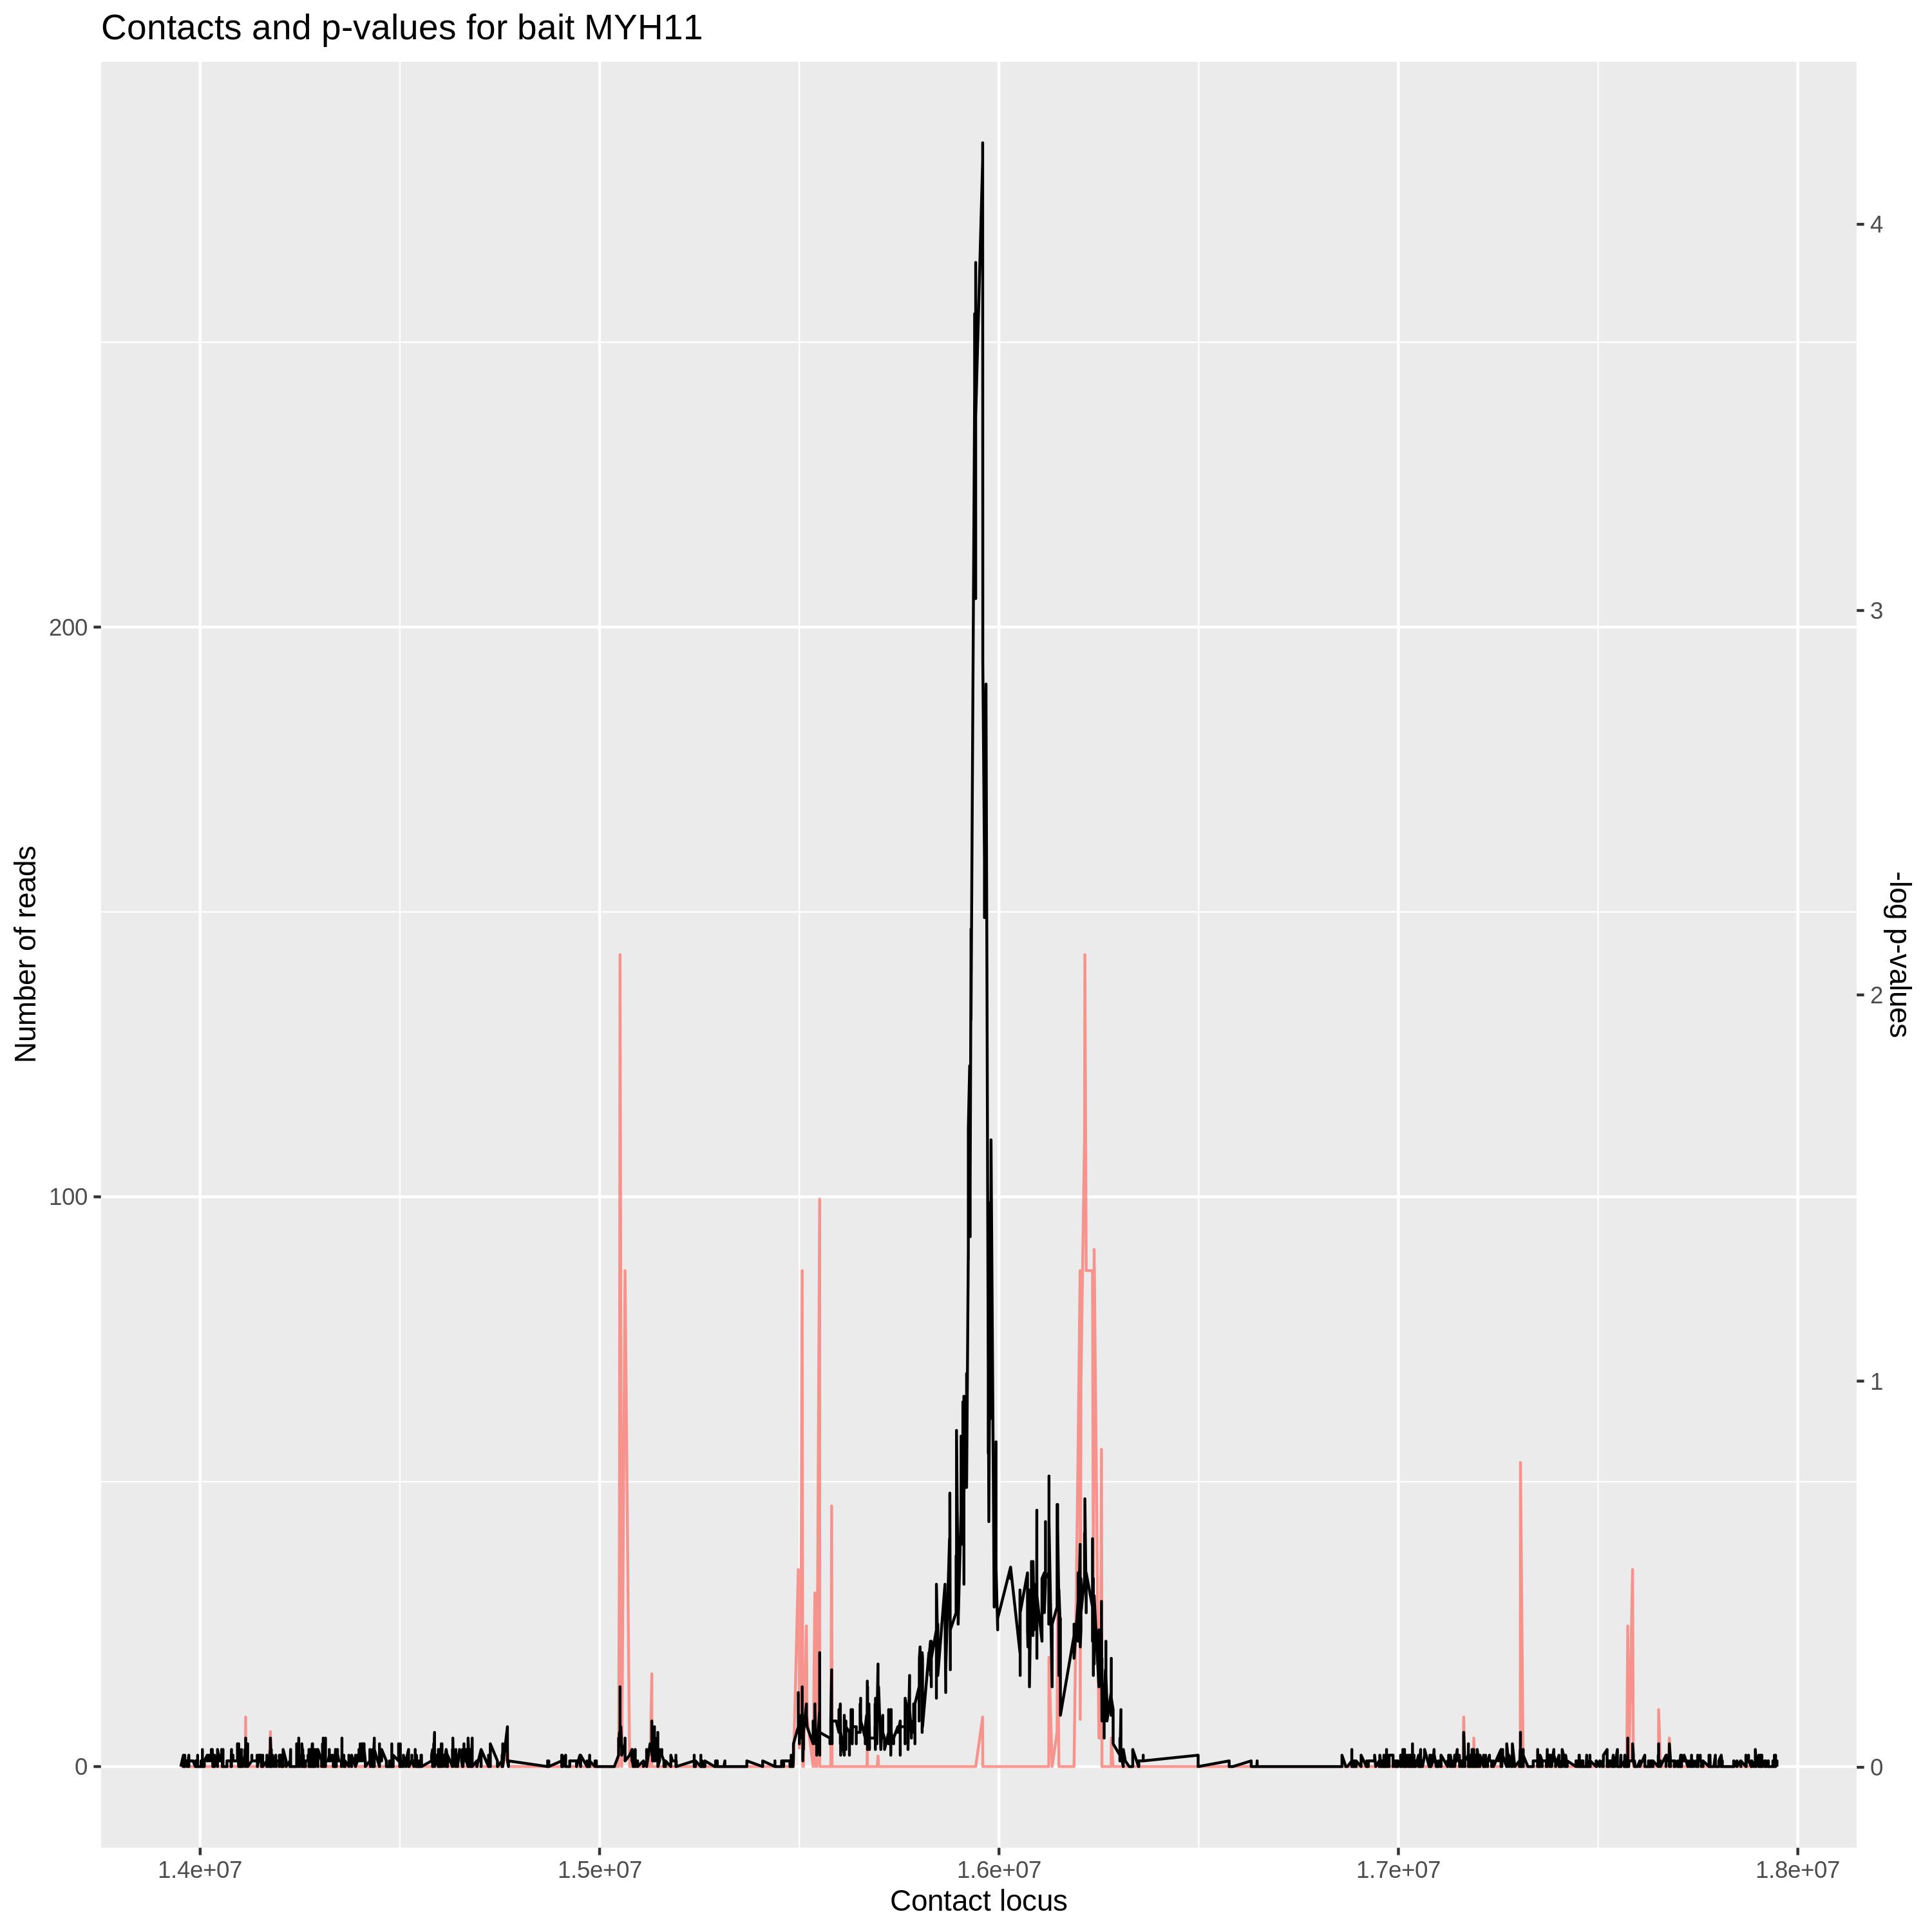 Contacts and p-values for bait MYH11
Number of reads
200
100
0
4
3
2
1
0
-log p-values
1.4e+07
1.5e+07
1.6e+07
1.7e+07
1.8e+07
Contact locus